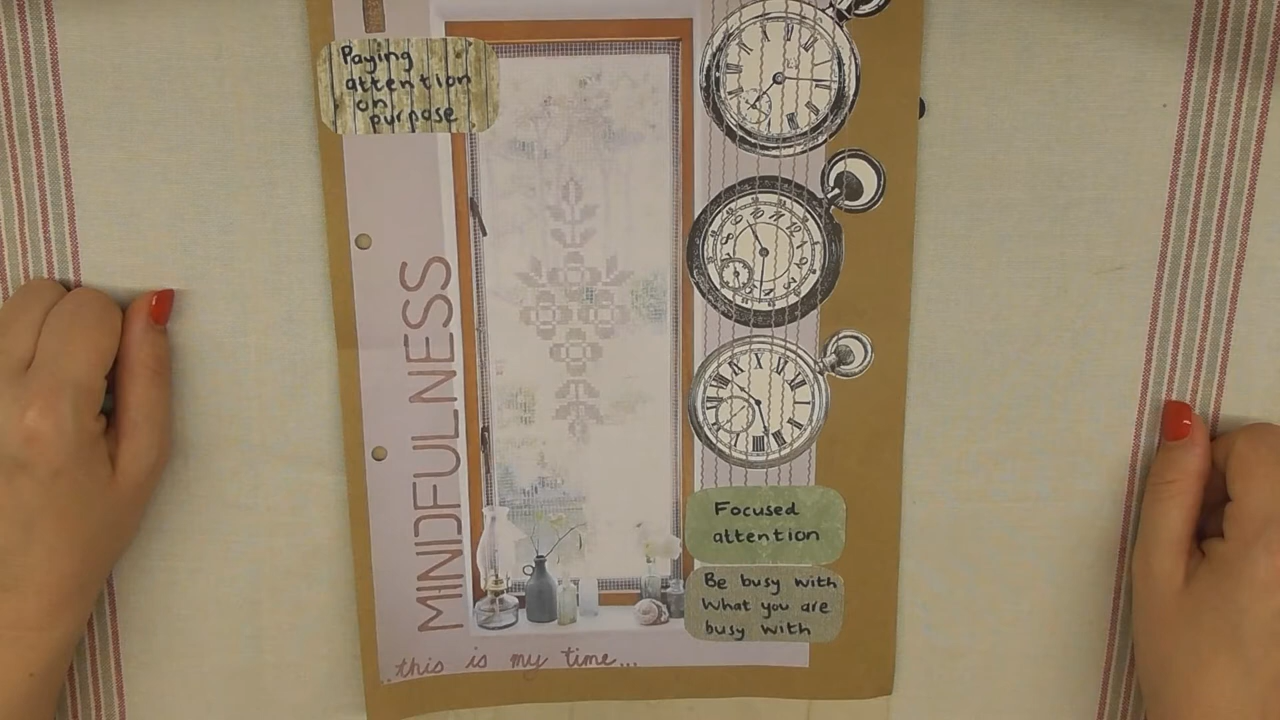 Paying
attention
on
purpose
MINDFULNESS
Focused
attention
Be busy with
What you are
busy with
..this is my time...